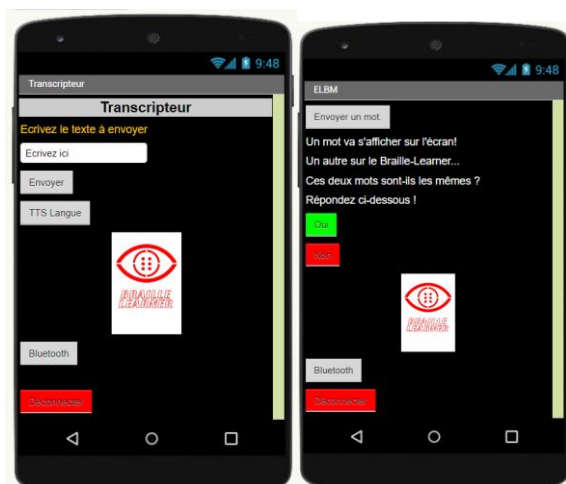 9:48
Transcripteur
Transcripteur
Ecrivez le texte à envoyer
Ecrivez ici
Envoyer
TTS Langue
BRAILLE
LEARNER
Bluetooth
Déconnecter
9:48
ELBM
Envoyer un mot.
Un mot va s'afficher sur l'écran!
Un autre sur le Braille-Learner...
Ces deux mots sont-ils les mêmes ?
Répondez ci-dessous !
Oui
Non
BRAILLE
LEARNER
Bluetooth
Déconnecter